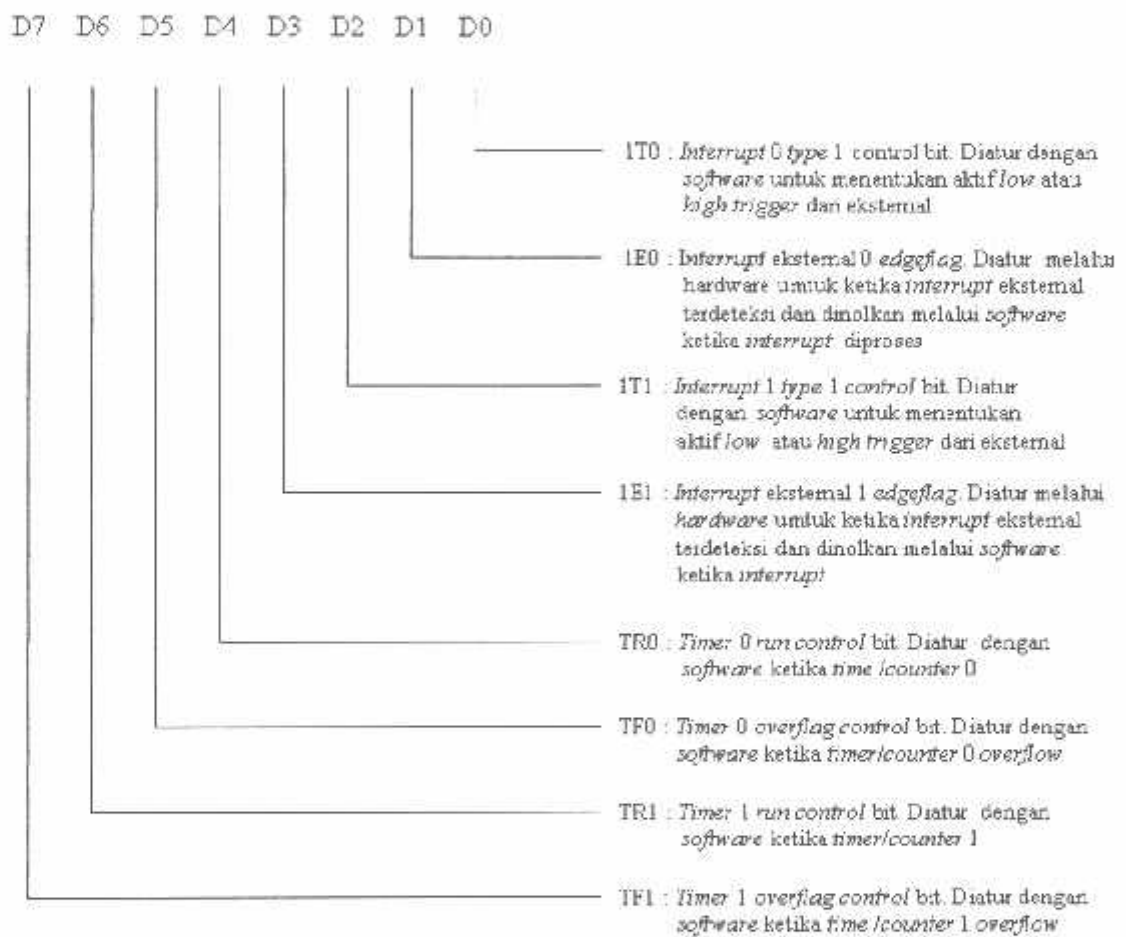 D7 D6 D5 D4 D3 D2 D1 D0
1T0 : Interrupt 0 type 1 control bit. Diatur dengan
software untuk menentukan aktif low atau
high trigger dari eksternal
1E0 : Interrupt eksternal 0 edgeflag. Diatur melalui
hardware umtuk ketika interrupt eksternal
terdeteksi dan dinolkan melalui software
ketika interrupt diproses
1T1 : Interrupt 1 type 1 control bit. Diatur
dengan software untuk menentukan
aktif low atau high trigger dari eksternal
1E1 : Interrupt eksternal 1 edgeflag. Diatur melalui
hardware umtuk ketika interrupt eksternal
terdeteksi dan dinolkan melalui software
ketika interrupt
TR0 : Timer 0 run control bit. Diatur dengan
software ketika time /counter 0
TF0 : Timer 0 overflag control bit. Diatur dengan
software ketika timer/counter 0 overflow
TR1 : Timer 1 run control bit. Diatur dengan
software ketika timer/counter 1
TF1 : Timer 1 overflag control bit. Diatur dengan
software ketika time /counter 1 overflow